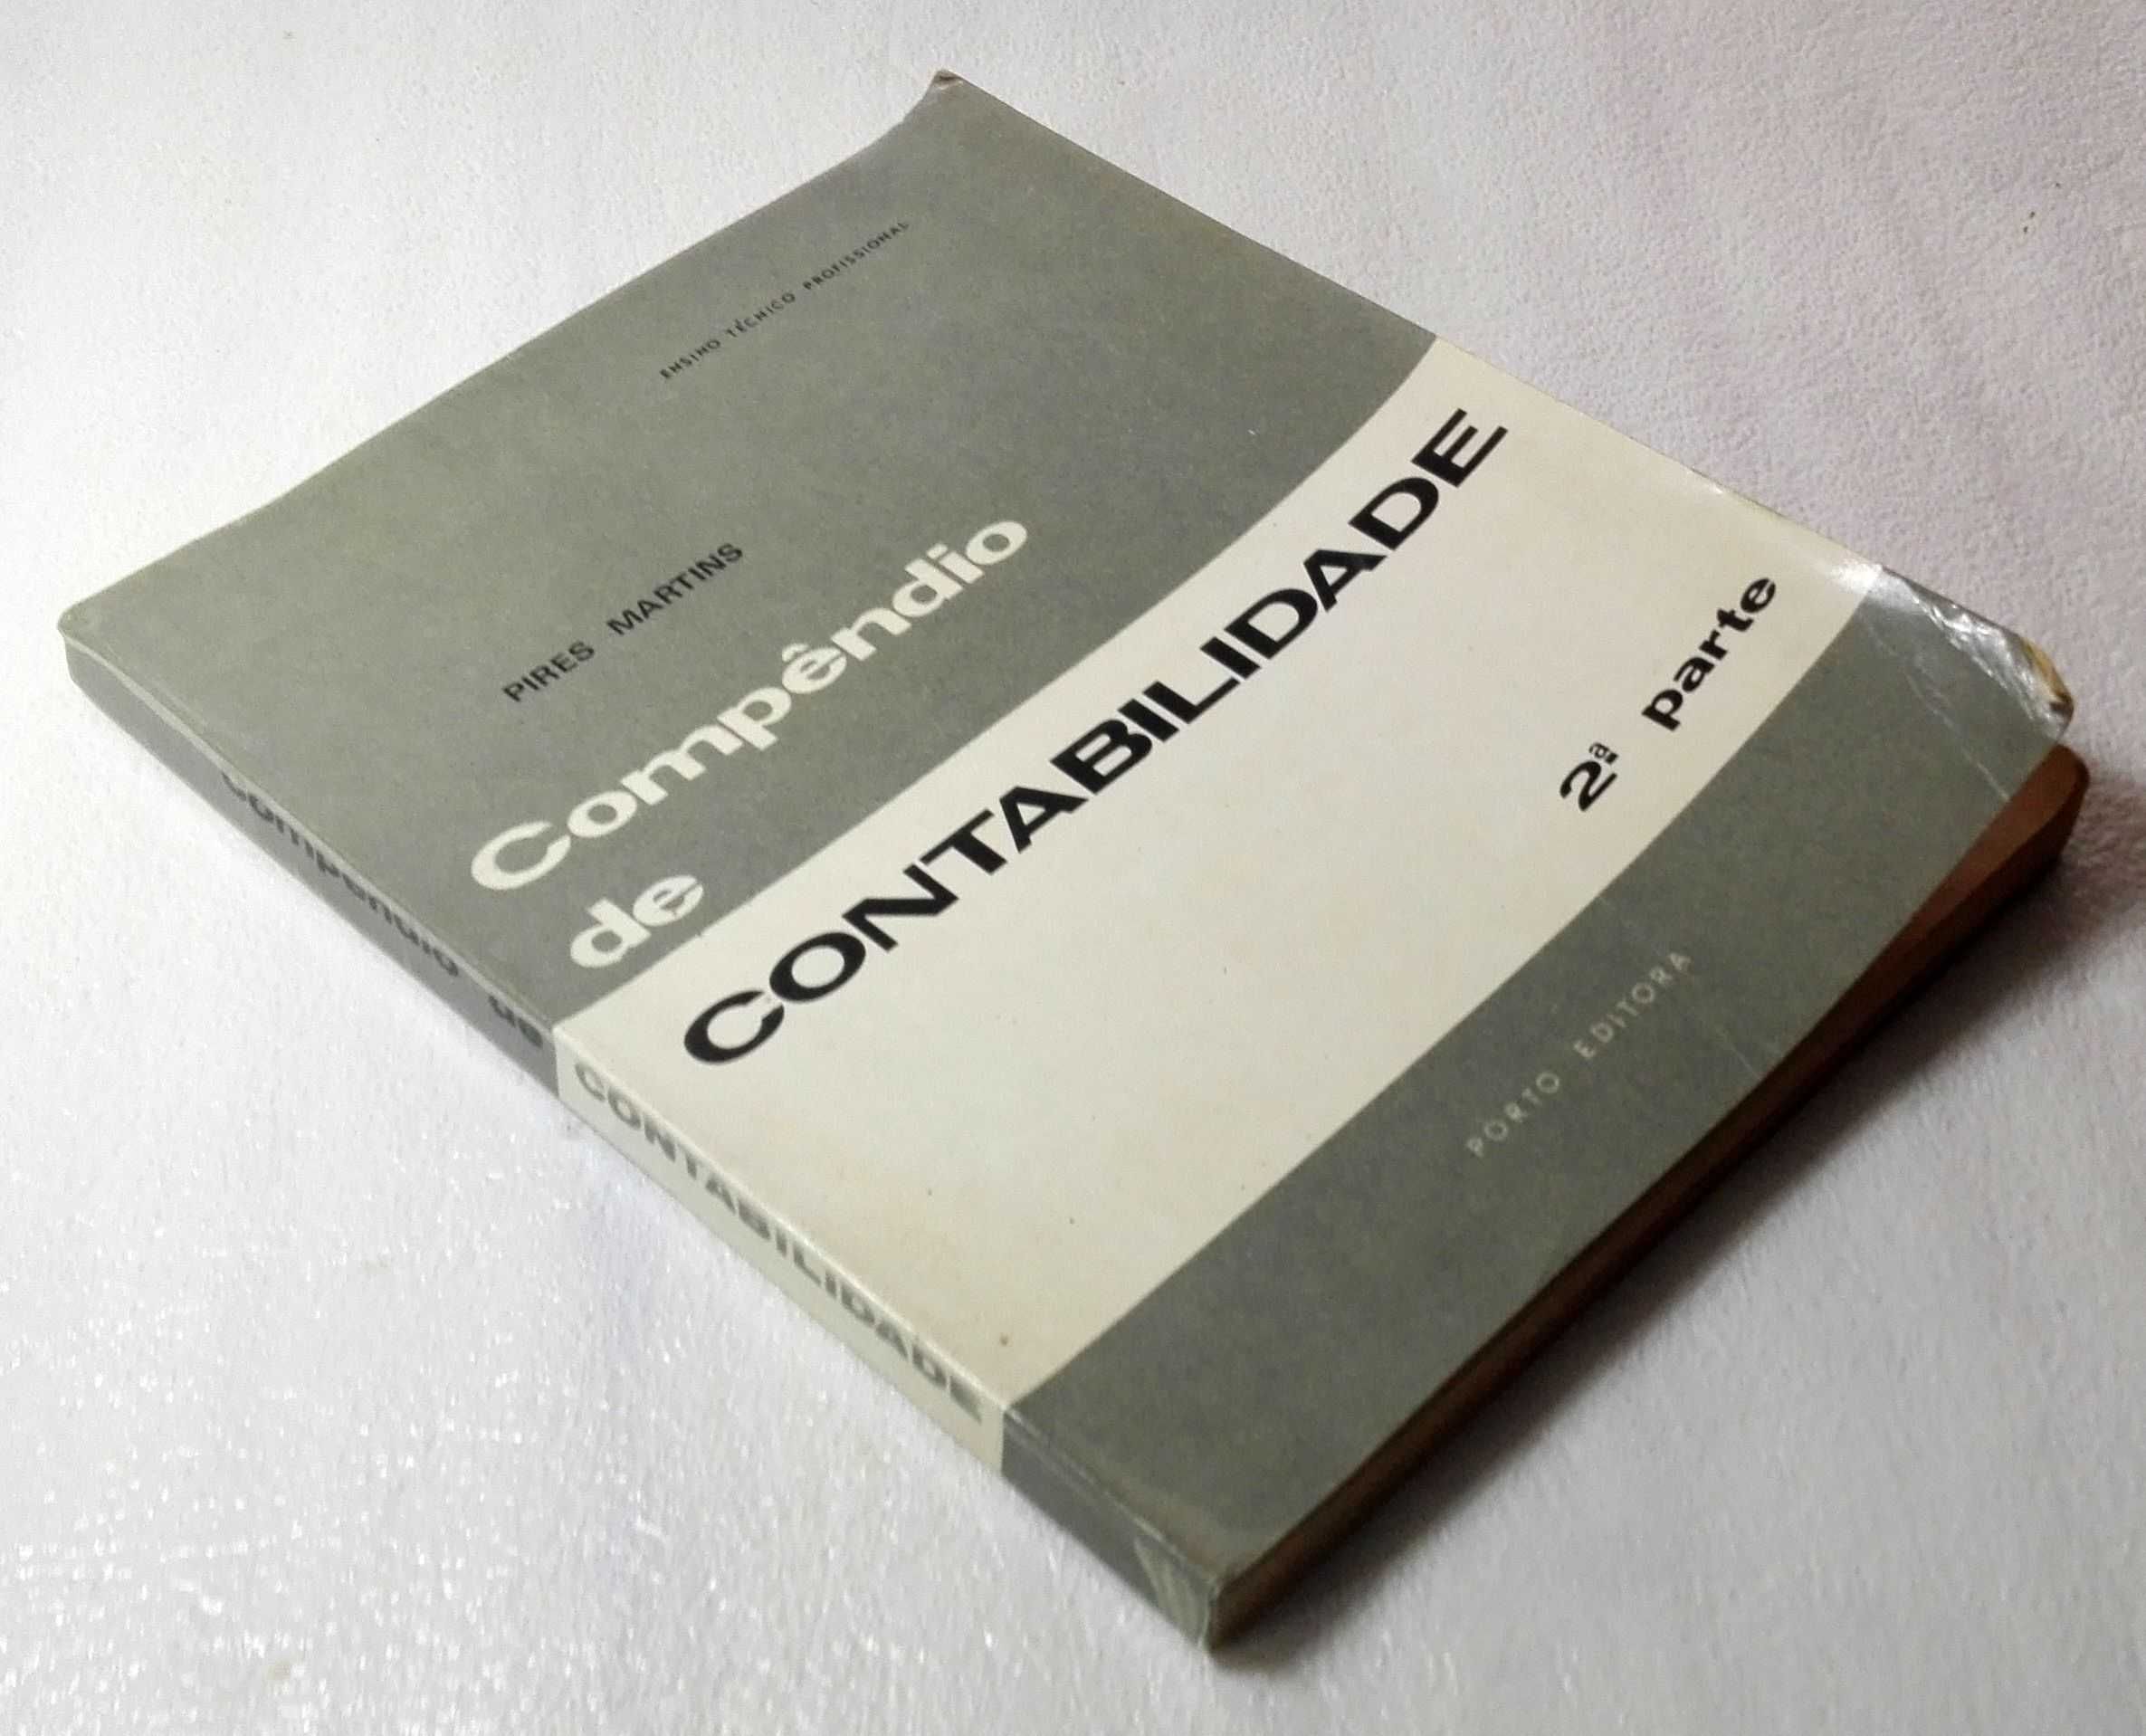 ENSINO TÉCNICO PROFISSIONAL
PIRES MARTINS
Compêndio
de
CONTABILIDADE
2ª parte
PORTO EDITORA
Compêndio de CONTABILIDADE